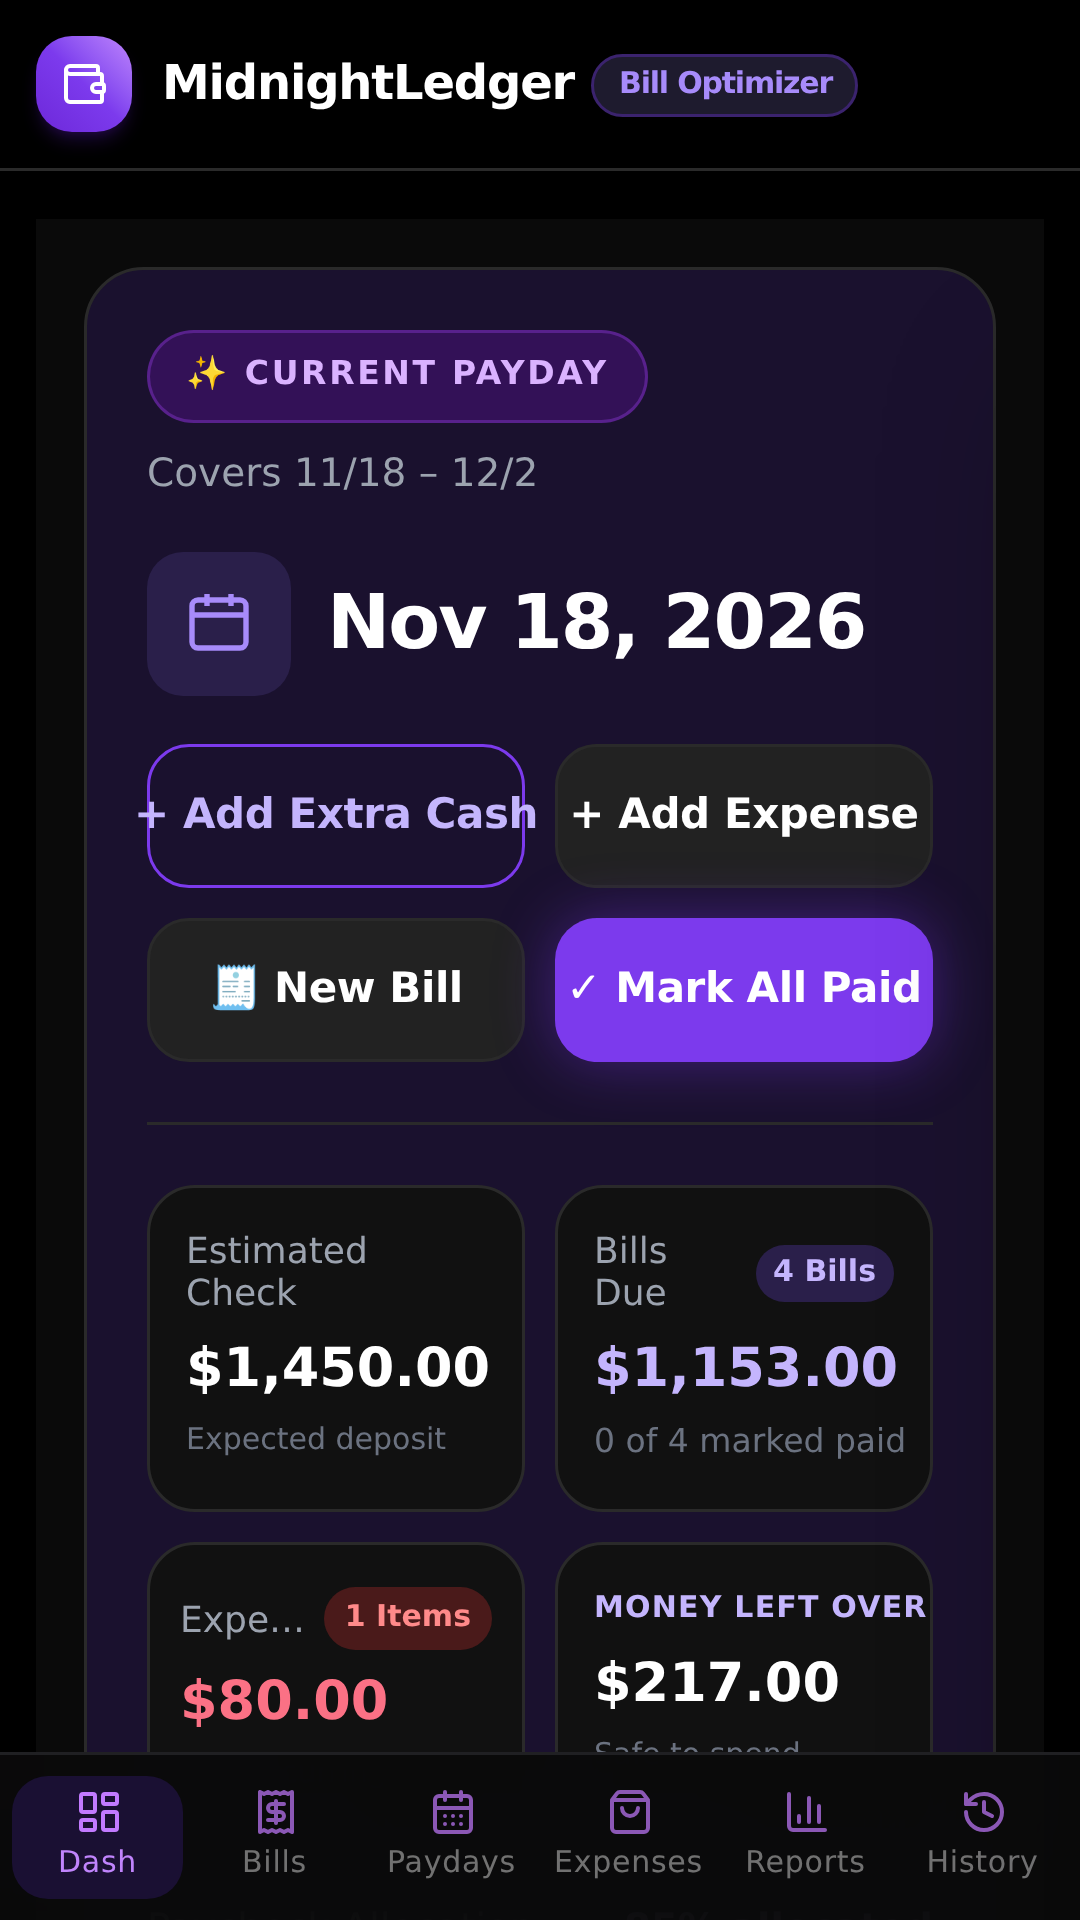 MidnightLedger Bill Optimizer
✨ CURRENT PAYDAY
Covers 11/18 – 12/2
Nov 18, 2026
+ Add Extra Cash
+ Add Expense
🧾 New Bill
✓ Mark All Paid
Estimated
Check
$1,450.00
Expected deposit
Bills
Due
4 Bills
$1,153.00
0 of 4 marked paid
Expe...
1 Items
$80.00
MONEY LEFT OVER
$217.00
Safe to spend
Dash
Bills
Paydays
Expenses
Reports
History